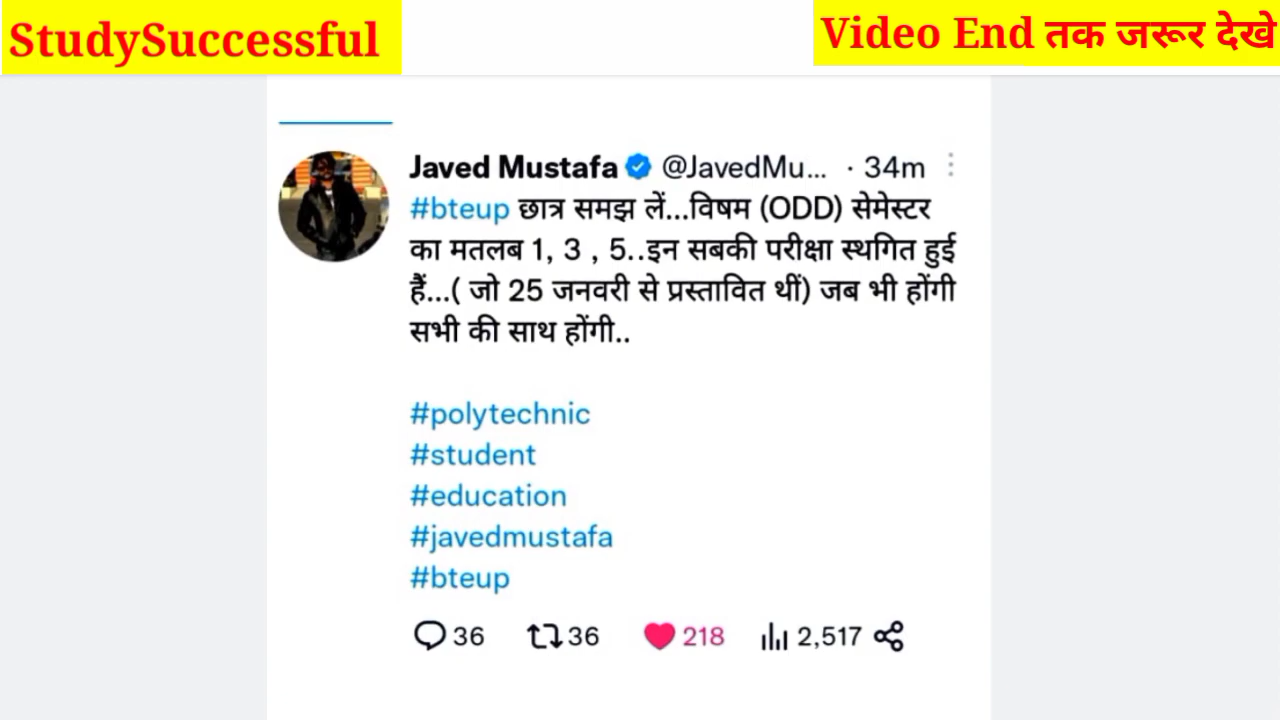 StudySuccessful
Video End तक जरूर देखे
Javed Mustafa @JavedMu... · 34m
#bteup छात्र समझ लें...विषम (ODD) सेमेस्टर
का मतलब 1, 3 , 5..इन सबकी परीक्षा स्थगित हुई
हैं...( जो 25 जनवरी से प्रस्तावित थीं) जब भी होंगी
सभी की साथ होंगी..
#polytechnic
#student
#education
#javedmustafa
#bteup
36 36 218 2,517